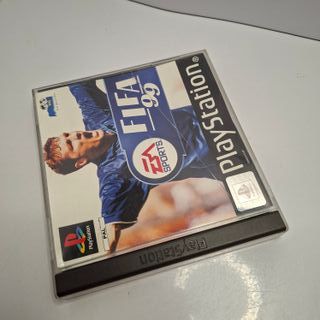 FIFA
99
EA
SPORTS
PlayStation®
PlayStation
PAL
PlayStation